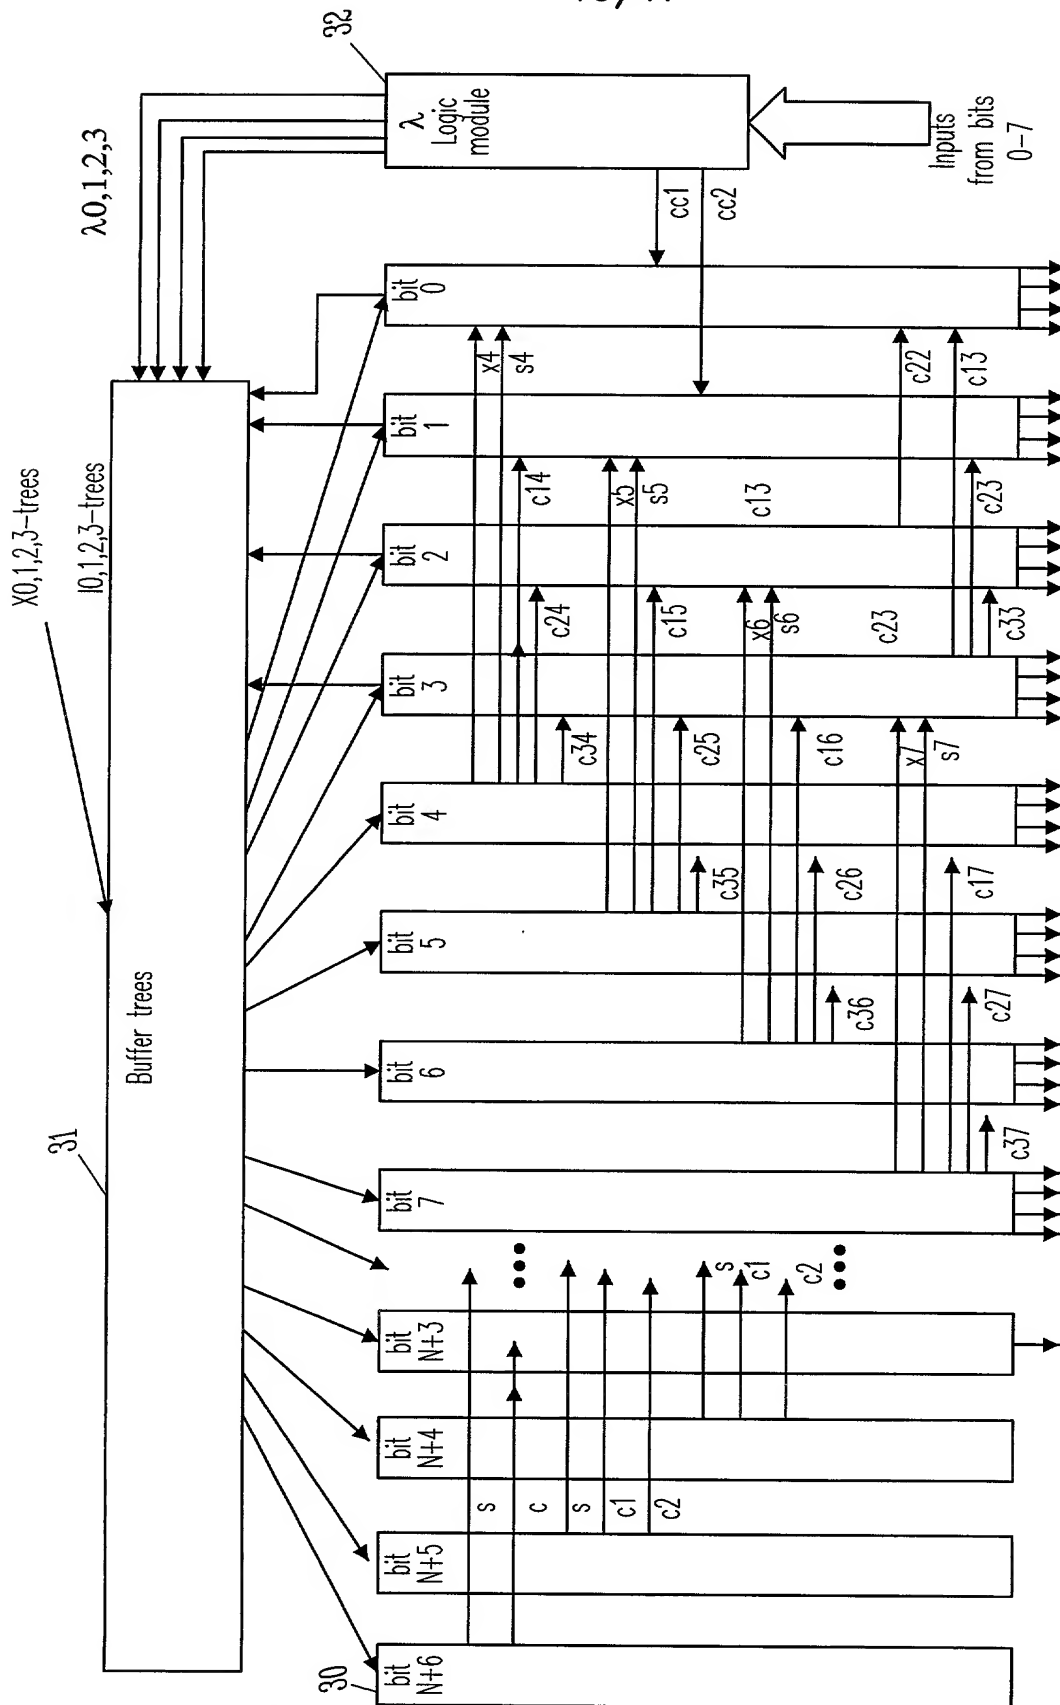 32
λ0,1,2,3
X0,1,2,3-trees
I0,1,2,3-trees
31
Buffer trees
λ
Logic
module
cc1
cc2
Inputs
from bits
0-7
30
bit
N+6
bit
N+5
bit
N+4
bit
N+3
bit
7
bit
6
bit
5
bit
4
bit
3
bit
2
bit
1
bit
0
x4
s4
c14
c24
c34
x5
s5
c15
c25
c35
c13
x6
s6
c16
c26
c36
c23
x7
s7
c17
c27
c37
c22
c13
c23
c33
s
c
s
c1
c2
s
c1
c2